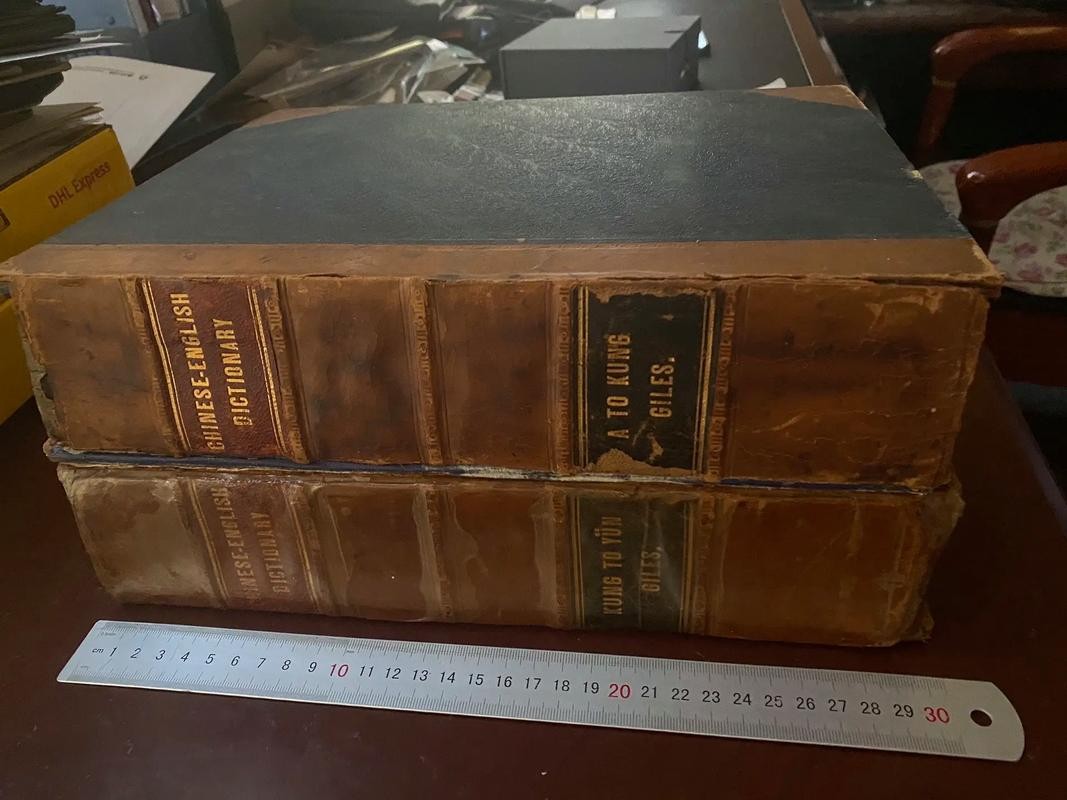 DHL Express
CHINESE-ENGLISH
DICTIONARY
A TO KUNG
GILES.
CHINESE-ENGLISH
DICTIONARY
KUNG TO YÜN
GILES.
cm 1 2 3 4 5 6 7 8 9 10 11 12 13 14 15 16 17 18 19 20 21 22 23 24 25 26 27 28 29 30